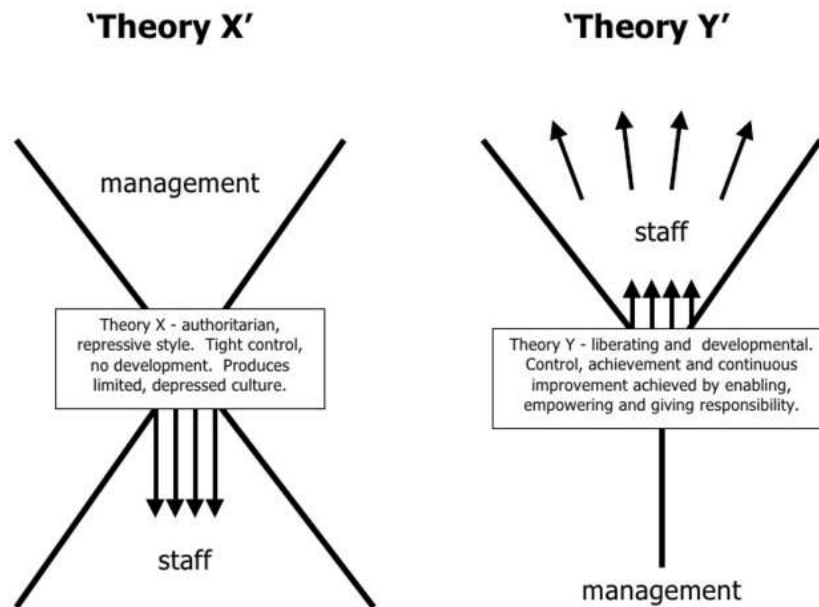 ‘Theory X’
management
Theory X - authoritarian,
repressive style. Tight control,
no development. Produces
limited, depressed culture.
staff
‘Theory Y’
staff
Theory Y - liberating and developmental.
Control, achievement and continuous
improvement achieved by enabling,
empowering and giving responsibility.
management